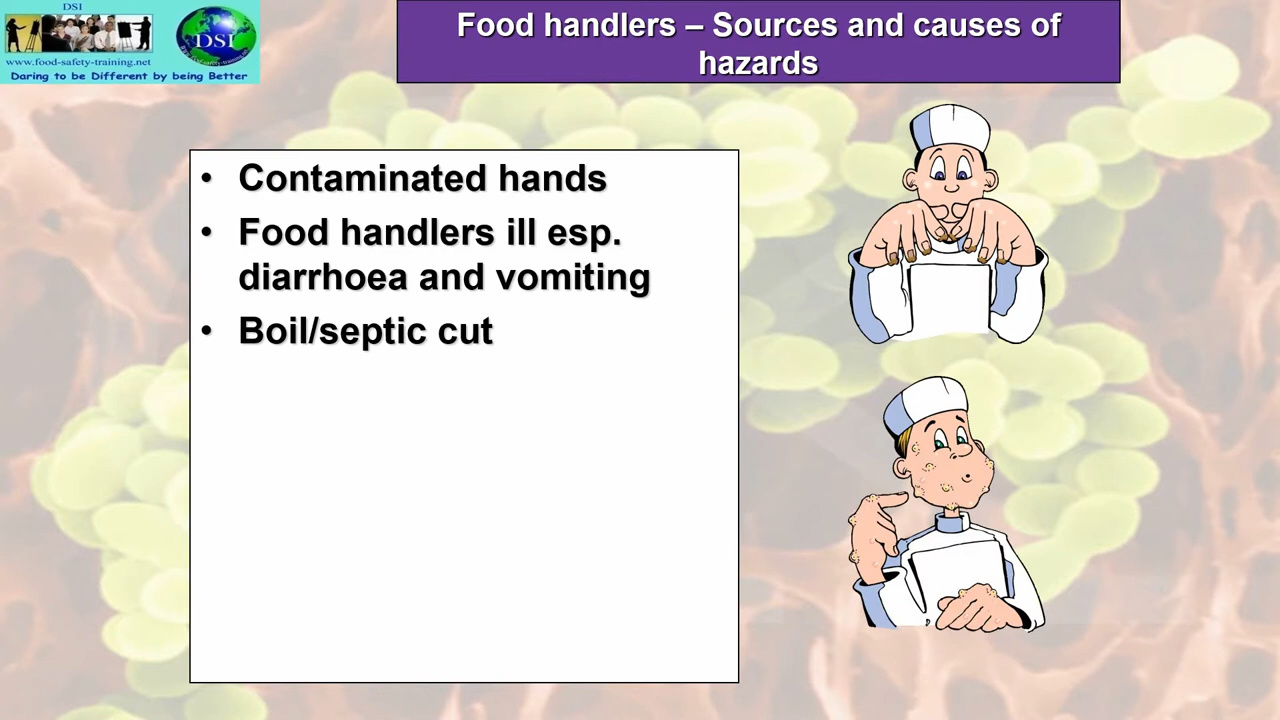 DSI
DSI
www.food-safety-training.net
Daring to be Different by being Better
Food handlers – Sources and causes of
hazards
• Contaminated hands
• Food handlers ill esp.
diarrhoea and vomiting
• Boil/septic cut